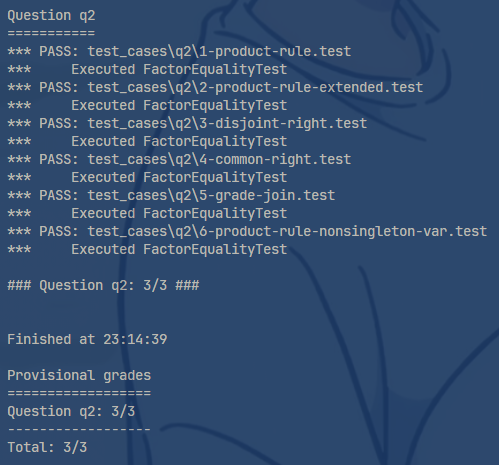 Question q2
===========
*** PASS: test_cases\q2\1-product-rule.test
***     Executed FactorEqualityTest
*** PASS: test_cases\q2\2-product-rule-extended.test
***     Executed FactorEqualityTest
*** PASS: test_cases\q2\3-disjoint-right.test
***     Executed FactorEqualityTest
*** PASS: test_cases\q2\4-common-right.test
***     Executed FactorEqualityTest
*** PASS: test_cases\q2\5-grade-join.test
***     Executed FactorEqualityTest
*** PASS: test_cases\q2\6-product-rule-nonsingleton-var.test
***     Executed FactorEqualityTest
### Question q2: 3/3 ###
Finished at 23:14:39
Provisional grades
==================
Question q2: 3/3
------------------
Total: 3/3